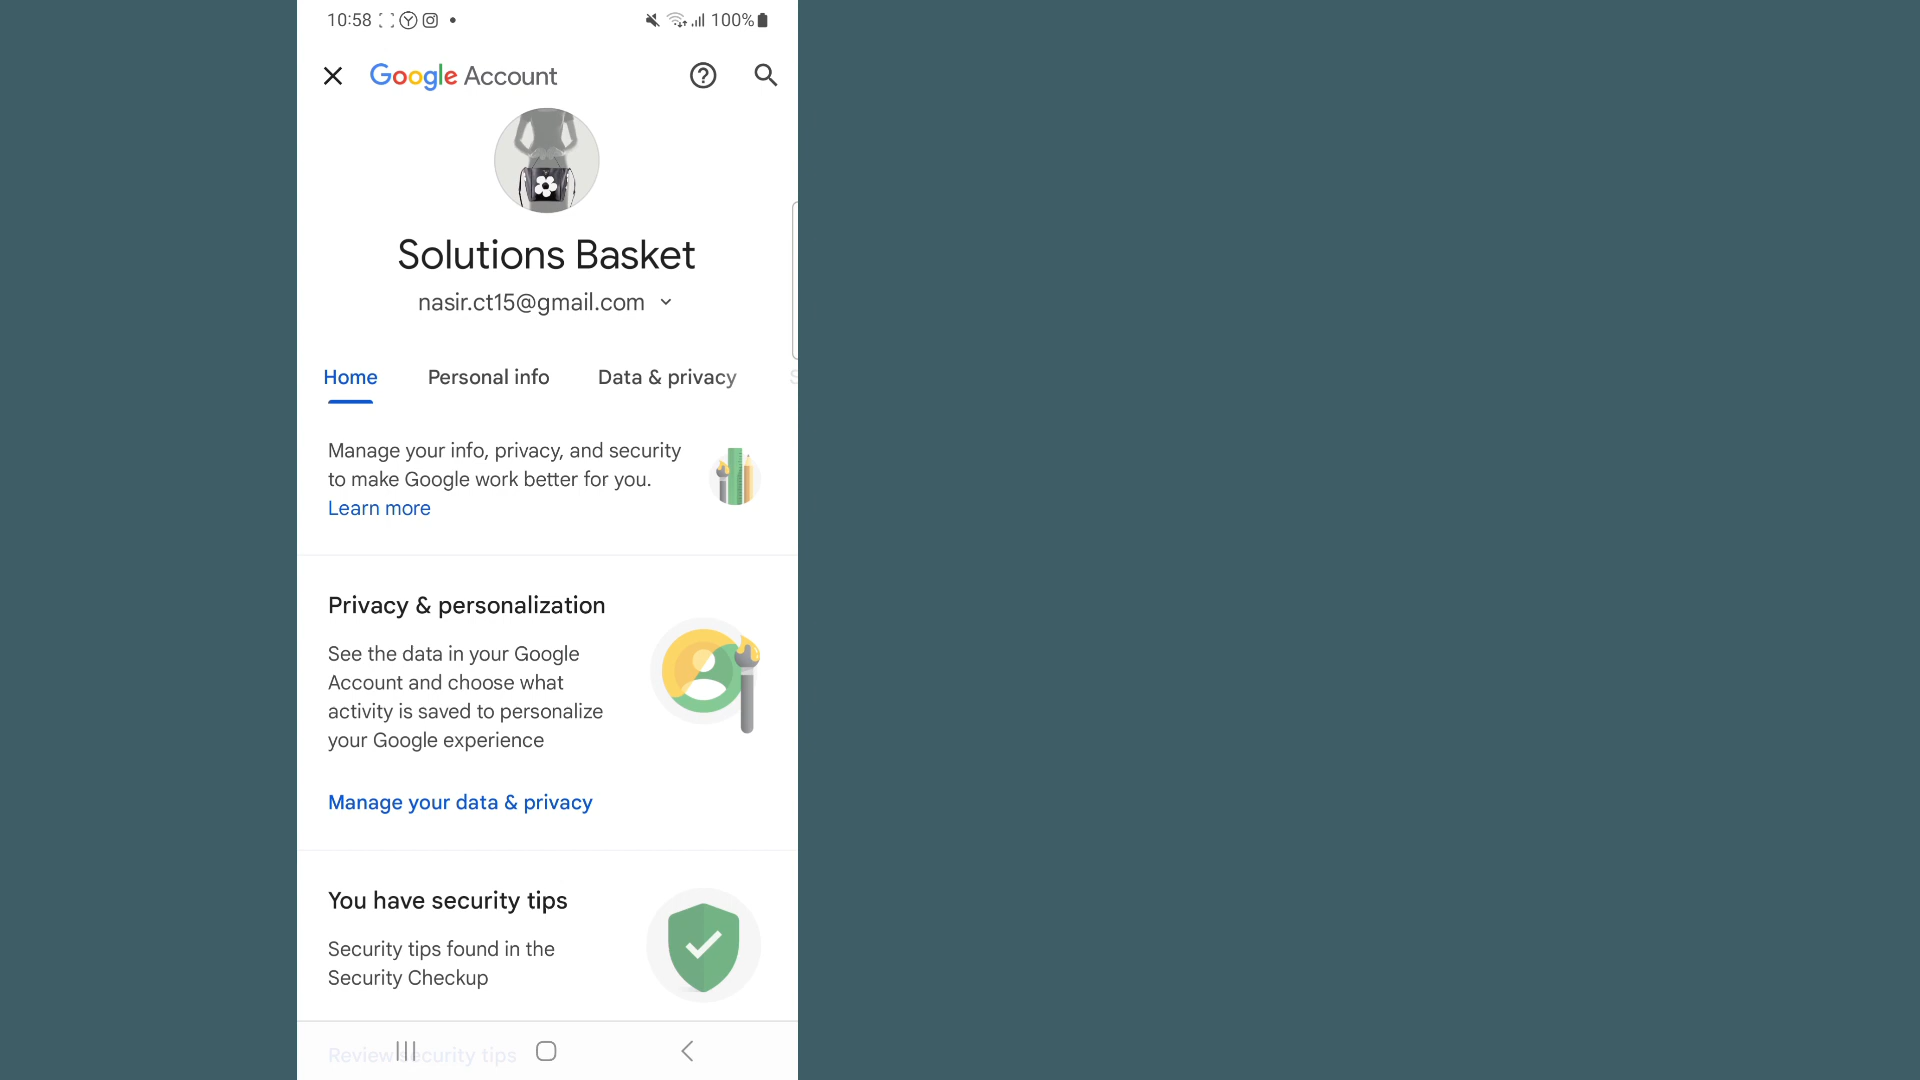 10:58
100%
Google Account
Solutions Basket
nasir.ct15@gmail.com
Home Personal info Data & privacy S
Manage your info, privacy, and security
to make Google work better for you.
Learn more
Privacy & personalization
See the data in your Google
Account and choose what
activity is saved to personalize
your Google experience
Manage your data & privacy
You have security tips
Security tips found in the
Security Checkup
Review security tips